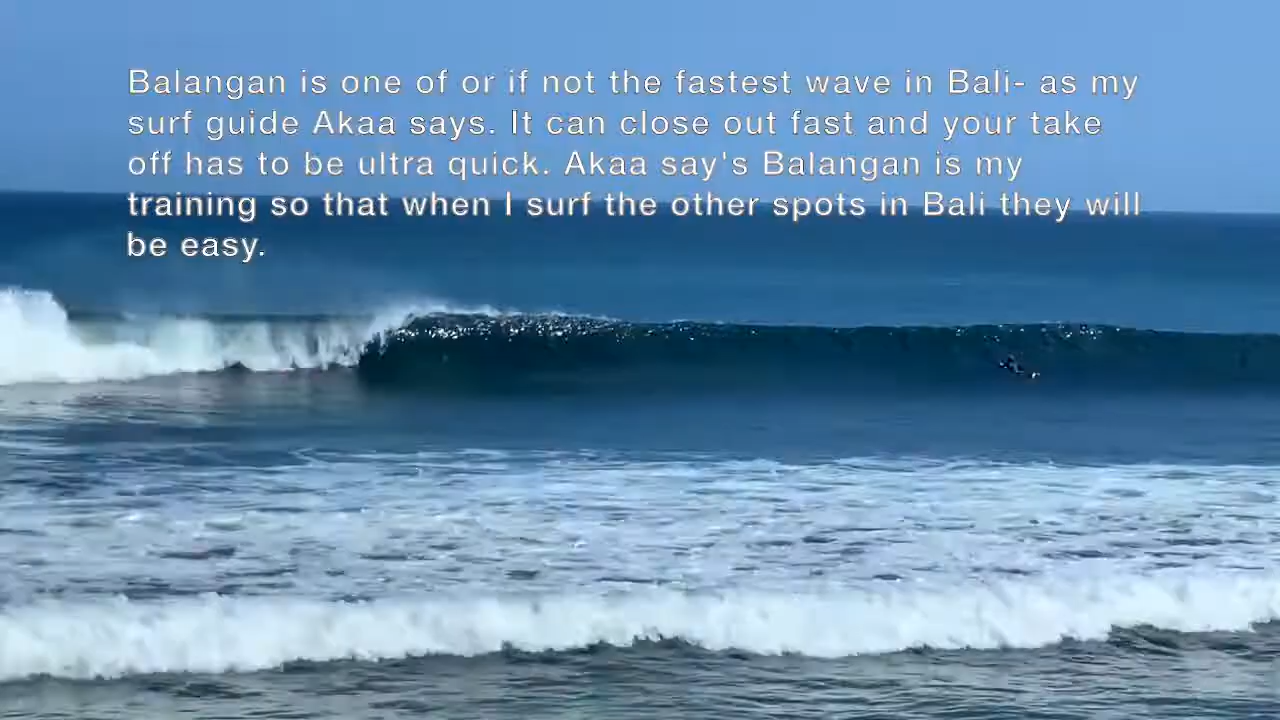 Balangan is one of or if not the fastest wave in Bali- as my
surf guide Akaa says. It can close out fast and your take
off has to be ultra quick. Akaa say's Balangan is my
training so that when I surf the other spots in Bali they will
be easy.